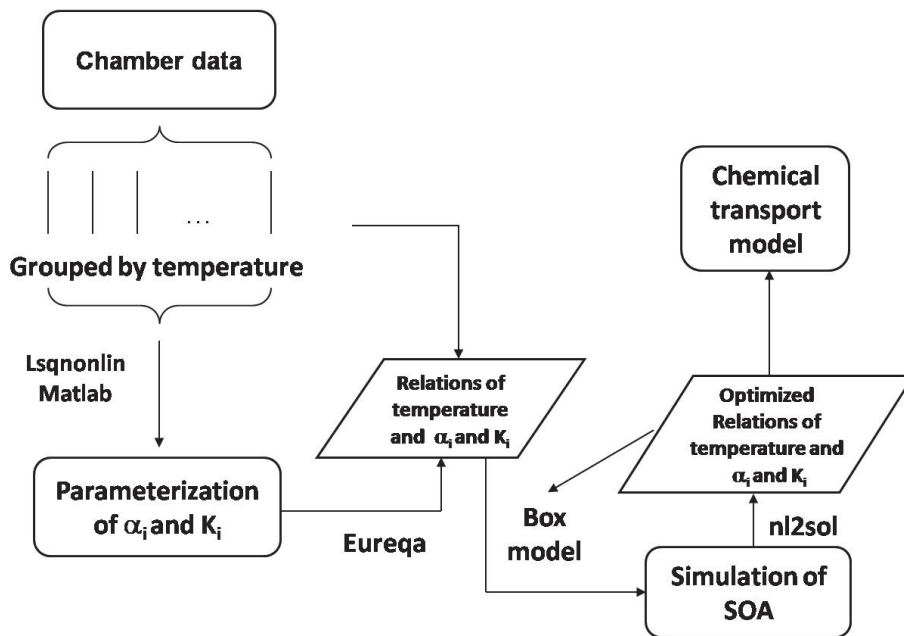 Chamber data
...
Grouped by temperature
Lsqnonlin
Matlab
Parameterization
of αi and Ki
Eureqa
Relations of
temperature
and αi and Ki
Box
model
Simulation of
SOA
nl2sol
Optimized
Relations of
temperature and
αi and Ki
Chemical
transport
model